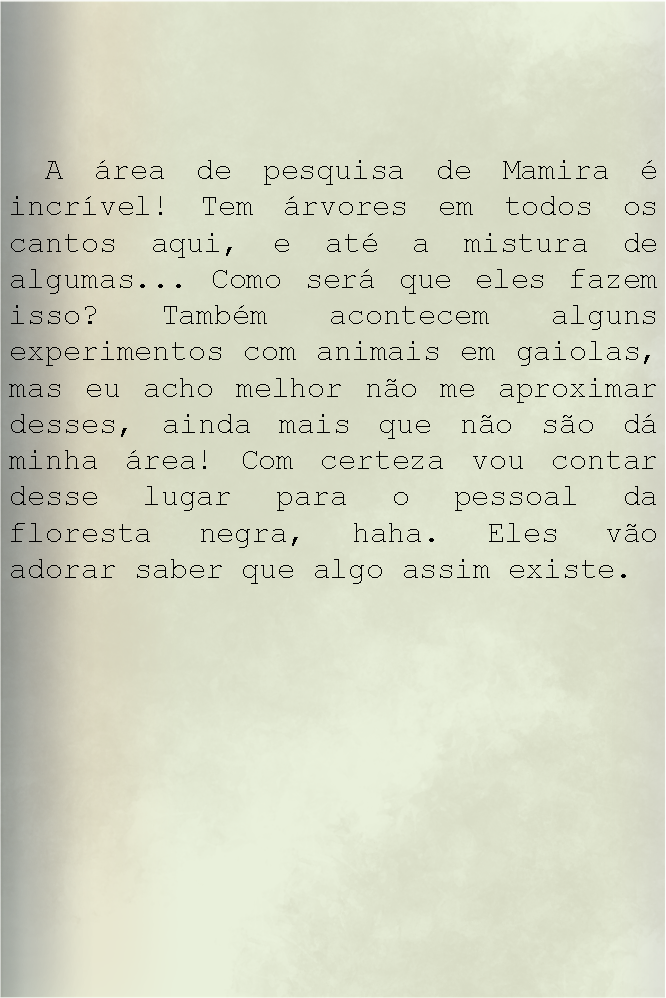 A área de pesquisa de Mamira é
incrível! Tem árvores em todos os
cantos aqui, e até a mistura de
algumas... Como será que eles fazem
isso? Também acontecem alguns
experimentos com animais em gaiolas,
mas eu acho melhor não me aproximar
desses, ainda mais que não são dá
minha área! Com certeza vou contar
desse lugar para o pessoal da
floresta negra, haha. Eles vão
adorar saber que algo assim existe.